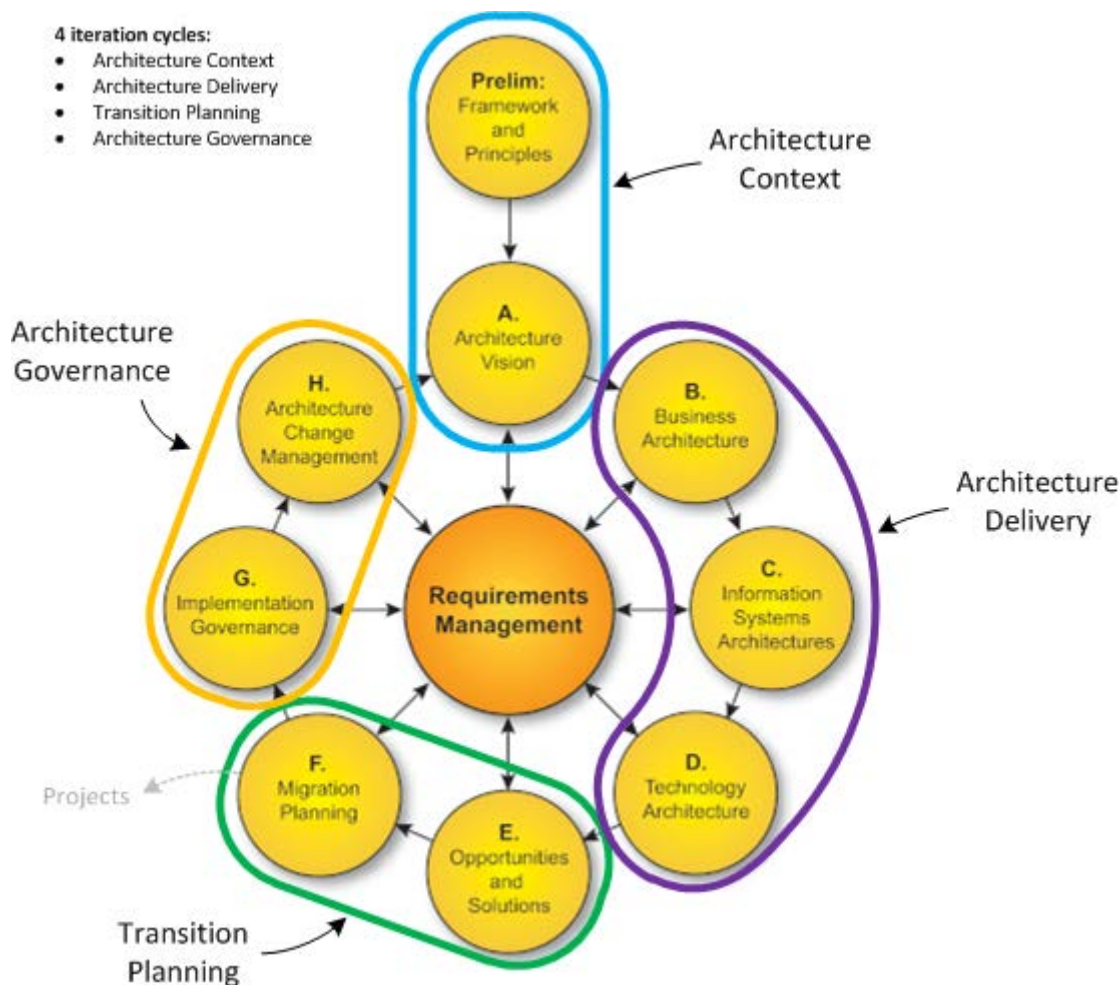 4 iteration cycles:
• Architecture Context
• Architecture Delivery
• Transition Planning
• Architecture Governance
Prelim:
Framework
and
Principles
Architecture
Context
A.
Architecture
Vision
Architecture
Governance
H.
Architecture
Change
Management
B.
Business
Architecture
Architecture
Delivery
G.
Implementation
Governance
Requirements
Management
C.
Information
Systems
Architectures
F.
Migration
Planning
D.
Technology
Architecture
Projects
E.
Opportunities
and
Solutions
Transition
Planning